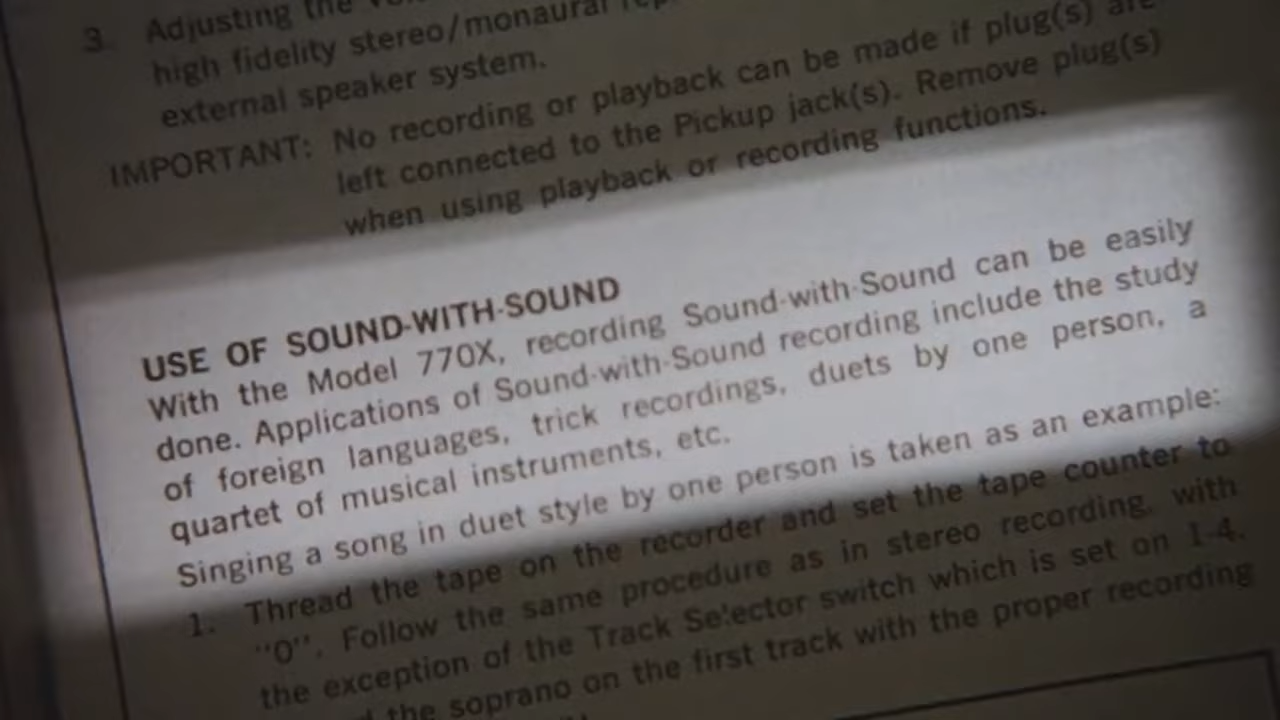 3. Adjusting the
high fidelity stereo/monaural
external speaker system.
IMPORTANT: No recording or playback can be made if plug(s) are
left connected to the Pickup jack(s). Remove plug(s)
when using playback or recording functions.
USE OF SOUND-WITH-SOUND
With the Model 770X, recording Sound-with-Sound can be easily
done. Applications of Sound-with-Sound recording include the study
of foreign languages, trick recordings, duets by one person, a
quartet of musical instruments, etc.
Singing a song in duet style by one person is taken as an example:
1. Thread the tape on the recorder and set the tape counter to
"0". Follow the same procedure as in stereo recording, with
the exception of the Track Selector switch which is set on 1-4.
the soprano on the first track with the proper recording